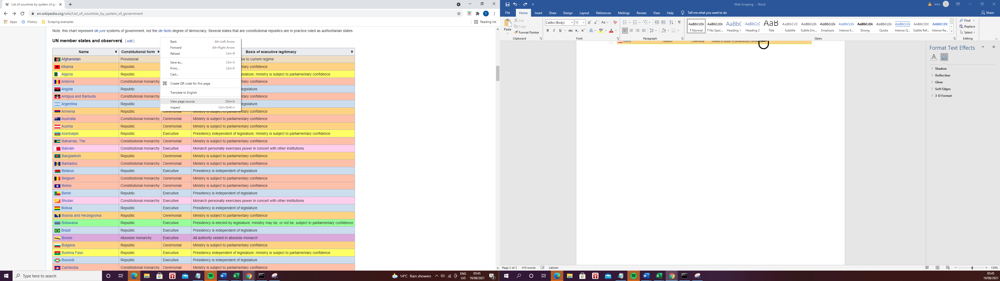 List of countries by system of go
en.wikipedia.org/wiki/List_of_countries_by_system_of_government
T
Apps
History
Scraping examples
Reading list
Note: this chart represent de jure systems of government, not the de facto degree of democracy. Several states that are constitutional republics are in practice ruled as authoritarian states
UN member states and observers [ edit ]
Name Constitutional form Basis of executive legitimacy
Afghanistan Provisional sis to current regime
Albania Republic ntary confidence
Algeria Republic gislature; ministry is subject to parliamentary confidence
Andorra Constitutional monarchy ntary confidence
Angola Republic egislature
Antigua and Barbuda Constitutional monarchy ntary confidence
Argentina Republic egislature
Armenia Republic Ceremonial Ministry is subject to parliamentary confidence
Australia Constitutional monarchy Ceremonial Ministry is subject to parliamentary confidence
Austria Republic Ceremonial Ministry is subject to parliamentary confidence
Azerbaijan Republic Executive Presidency independent of legislature; ministry is subject to parliamentary confidence
Bahamas, The Constitutional monarchy Ceremonial Ministry is subject to parliamentary confidence
Bahrain Constitutional monarchy Executive Monarch personally exercises power in concert with other institutions
Bangladesh Republic Ceremonial Ministry is subject to parliamentary confidence
Barbados Constitutional monarchy Ceremonial Ministry is subject to parliamentary confidence
Belarus Republic Executive Presidency is independent of legislature
Belgium Constitutional monarchy Ceremonial Ministry is subject to parliamentary confidence
Belize Constitutional monarchy Ceremonial Ministry is subject to parliamentary confidence
Benin Republic Executive Presidency is independent of legislature
Bhutan Constitutional monarchy Executive Monarch personally exercises power in concert with other institutions
Bolivia Republic Executive Presidency is independent of legislature
Bosnia and Herzegovina Republic Ceremonial Ministry is subject to parliamentary confidence
Botswana Republic Executive Presidency is elected by legislature; ministry may be, or not be, subject to parliamentary confidence
Brazil Republic Executive Presidency is independent of legislature
Brunei Absolute monarchy Executive All authority vested in absolute monarch
Bulgaria Republic Ceremonial Ministry is subject to parliamentary confidence
Burkina Faso Republic Executive Presidency independent of legislature; ministry is subject to parliamentary confidence
Burundi Republic Executive Presidency is independent of legislature
Cambodia Constitutional monarchy Ceremonial Ministry is subject to parliamentary confidence
Back Alt+Left Arrow
Forward Alt+Right Arrow
Reload Ctrl+R
Save as... Ctrl+S
Print... Ctrl+P
Cast...
Create QR code for this page
Translate to English
View page source Ctrl+U
Inspect Ctrl+Shift+I
Type here to search
14°C Rain showers
ENG
LVS
05:45
19/08/2021
2
Web Scraping - Word
ieva
I
File Home Insert Draw Design Layout References Mailings Review View Help Tell me what you want to do
Share
Paste
Cut
Copy
Format Painter
Clipboard
Calibri (Body) 11
Font
Paragraph
AaBbCcDc AaBbCcDc AaBbC AaBbCcC AaB AaBbCcC AaBbCcDc AaBbCcDc AaBbCcDc AaBbCcDc AaBbCcDc AaBbCcDc AABBCCDC AABBCCDC
¶ Normal ¶ No Spac... Heading 1 Heading 2 Title Subtitle Subtle Em... Emphasis Intense E... Strong Quote Intense Q... Subtle Ref... Intense Re...
Styles
Find
Replace
Select
Editing
Austria Republic Ceremonial Ministry is subject to parliamentary confidence
Format Text Effects
Shadow
Reflection
Glow
Soft Edges
3-D Format
Page 2 of 2 419 words Latvian
130%
05:45
19/08/2021